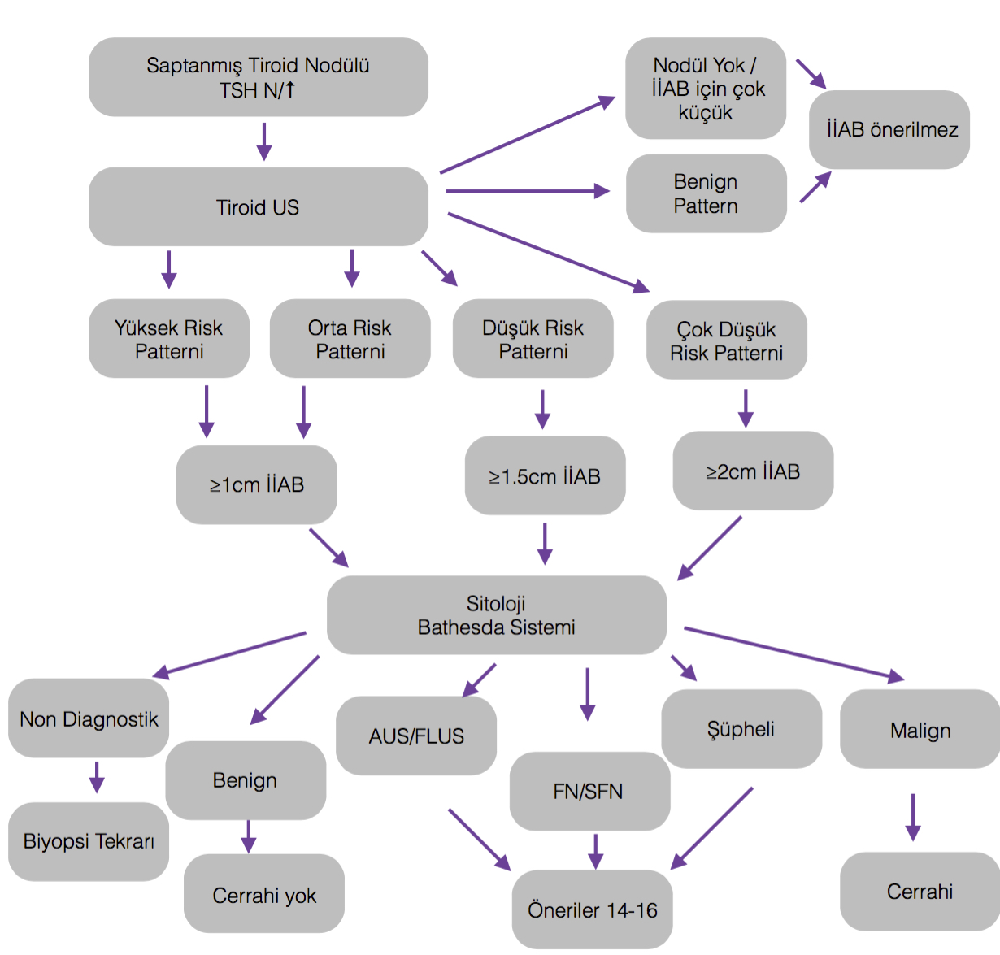 Saptanmış Tiroid Nodülü
TSH N/↑
Nodül Yok /
İİAB için çok
küçük
İİAB önerilmez
Benign
Pattern
Tiroid US
Yüksek Risk
Patterni
Orta Risk
Patterni
Düşük Risk
Patterni
Çok Düşük
Risk Patterni
≥1cm İİAB
≥1.5cm İİAB
≥2cm İİAB
Sitoloji
Bathesda Sistemi
Non Diagnostik
Benign
AUS/FLUS
FN/SFN
Şüpheli
Malign
Biyopsi Tekrarı
Cerrahi yok
Öneriler 14-16
Cerrahi